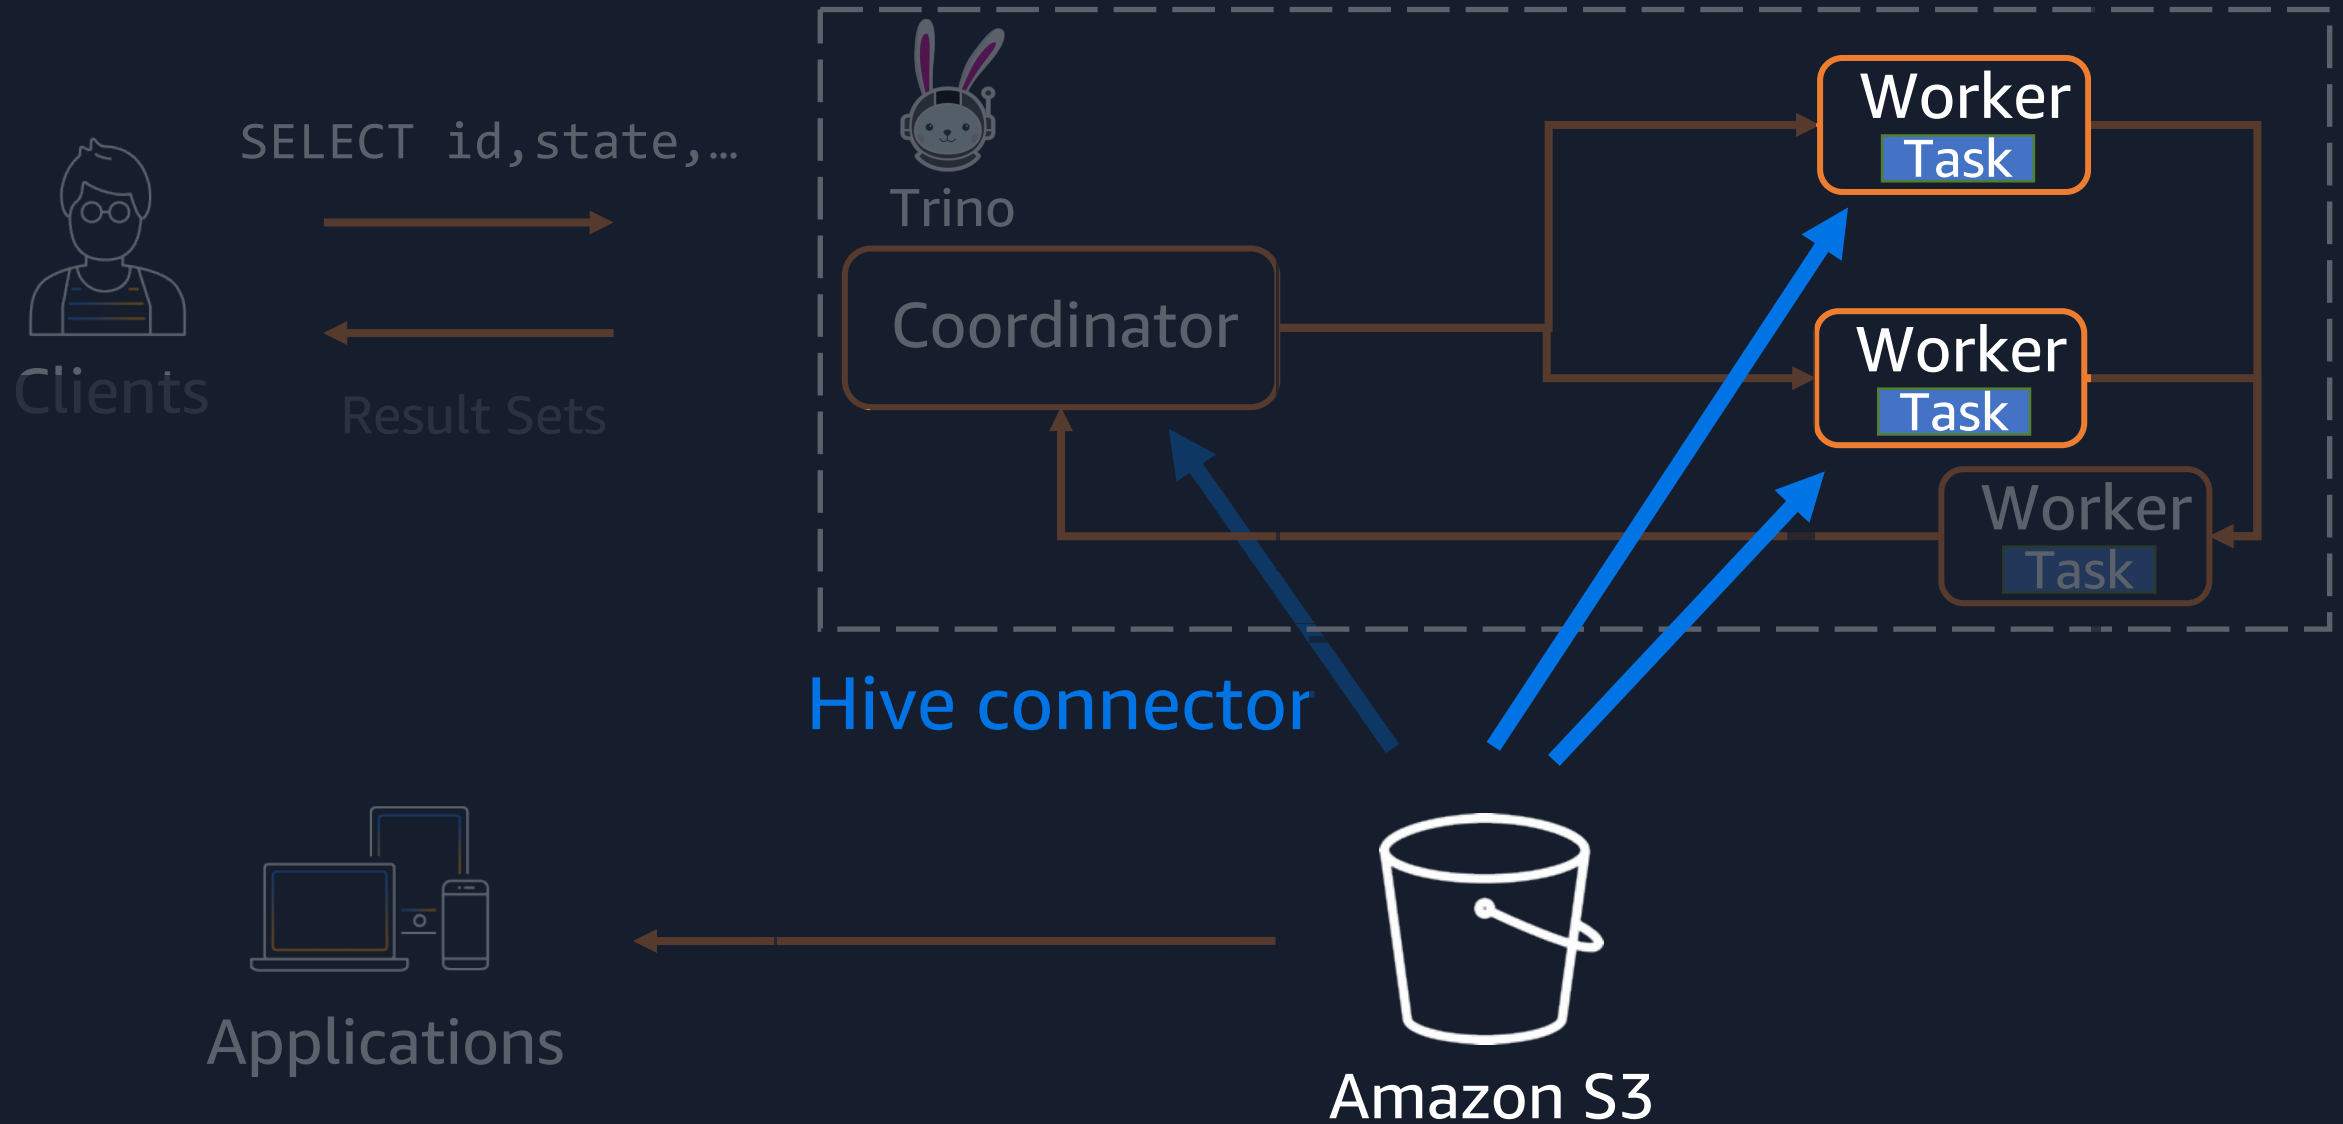 SELECT id,state,…
Clients
Result Sets
Trino
Coordinator
Worker
Task
Worker
Task
Worker
Task
Hive connector
Applications
Amazon S3